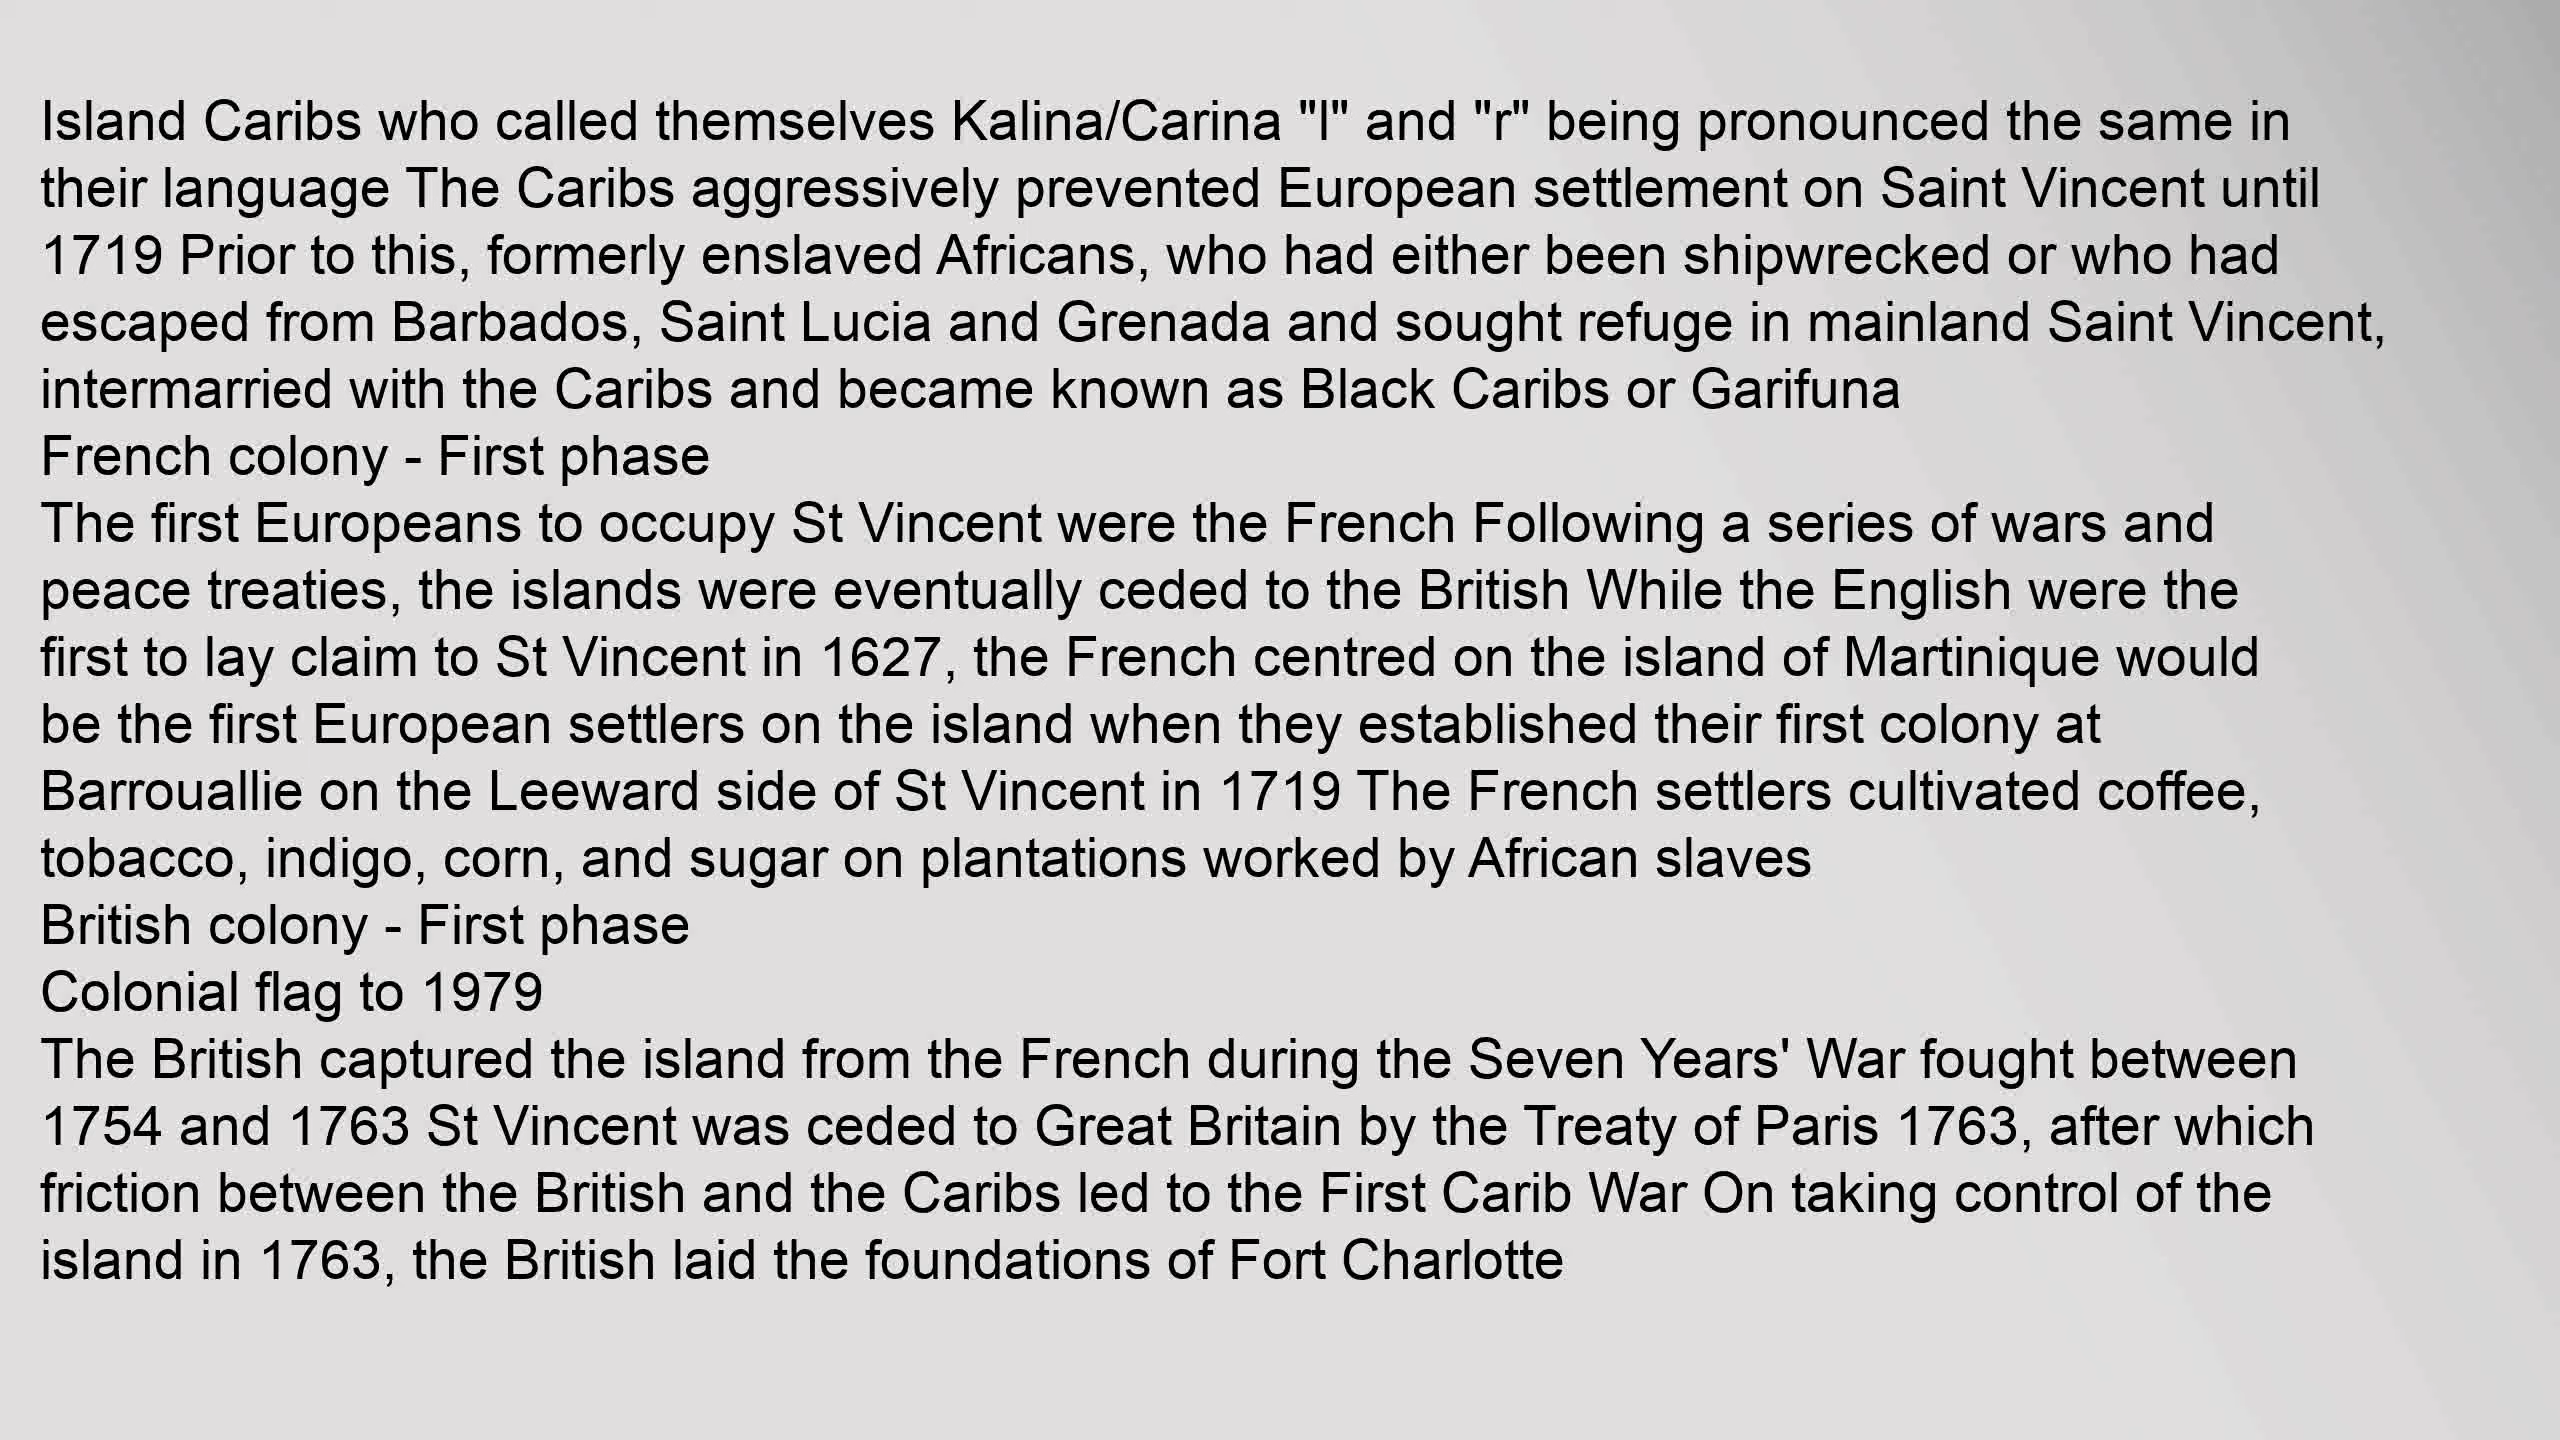 Island Caribs who called themselves Kalina/Carina "l" and "r" being pronounced the same in
their language The Caribs aggressively prevented European settlement on Saint Vincent until
1719 Prior to this, formerly enslaved Africans, who had either been shipwrecked or who had
escaped from Barbados, Saint Lucia and Grenada and sought refuge in mainland Saint Vincent,
intermarried with the Caribs and became known as Black Caribs or Garifuna
French colony - First phase
The first Europeans to occupy St Vincent were the French Following a series of wars and
peace treaties, the islands were eventually ceded to the British While the English were the
first to lay claim to St Vincent in 1627, the French centred on the island of Martinique would
be the first European settlers on the island when they established their first colony at
Barrouallie on the Leeward side of St Vincent in 1719 The French settlers cultivated coffee,
tobacco, indigo, corn, and sugar on plantations worked by African slaves
British colony - First phase
Colonial flag to 1979
The British captured the island from the French during the Seven Years' War fought between
1754 and 1763 St Vincent was ceded to Great Britain by the Treaty of Paris 1763, after which
friction between the British and the Caribs led to the First Carib War On taking control of the
island in 1763, the British laid the foundations of Fort Charlotte